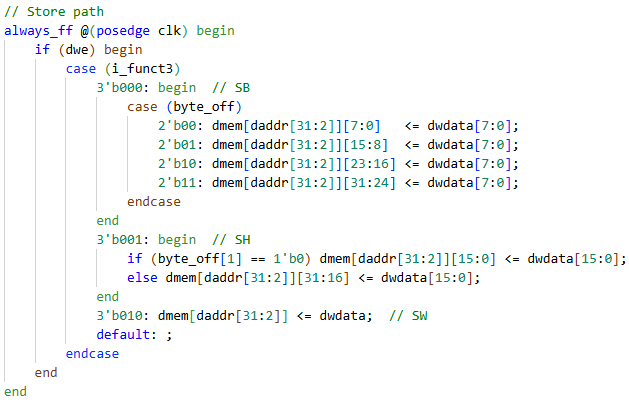 // Store path
always_ff @(posedge clk) begin
    if (dwe) begin
        case (i_funct3)
            3'b000: begin  // SB
                case (byte_off)
                    2'b00: dmem[daddr[31:2]][7:0]   <= dwdata[7:0];
                    2'b01: dmem[daddr[31:2]][15:8]  <= dwdata[7:0];
                    2'b10: dmem[daddr[31:2]][23:16] <= dwdata[7:0];
                    2'b11: dmem[daddr[31:2]][31:24] <= dwdata[7:0];
                endcase
            end
            3'b001: begin  // SH
                if (byte_off[1] == 1'b0) dmem[daddr[31:2]][15:0] <= dwdata[15:0];
                else dmem[daddr[31:2]][31:16] <= dwdata[15:0];
            end
            3'b010: dmem[daddr[31:2]] <= dwdata;  // SW
            default: ;
        endcase
    end
end